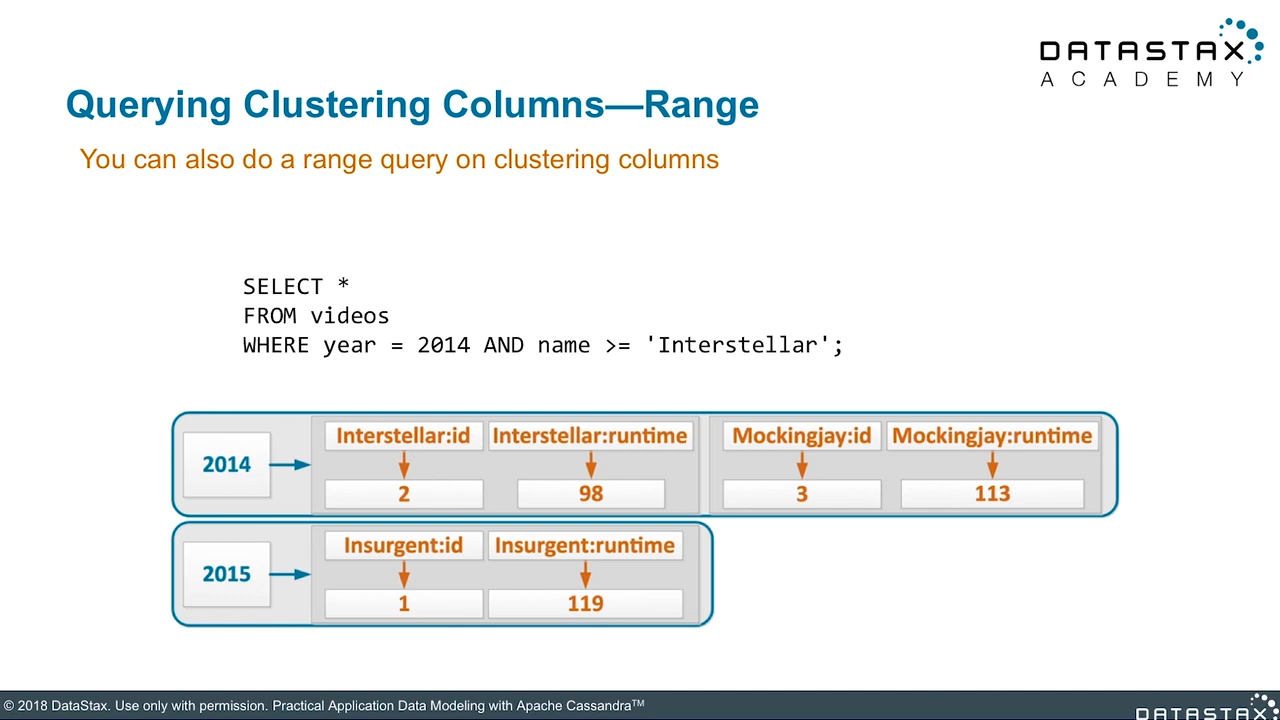 DATASTAX
ACADEMY
Querying Clustering Columns—Range
You can also do a range query on clustering columns
SELECT *
FROM videos
WHERE year = 2014 AND name >= 'Interstellar';
2014
Interstellar:id
Interstellar:runtime
Mockingjay:id
Mockingjay:runtime
2
98
3
113
2015
Insurgent:id
Insurgent:runtime
1
119
© 2018 DataStax. Use only with permission. Practical Application Data Modeling with Apache Cassandra™
DATASTAX